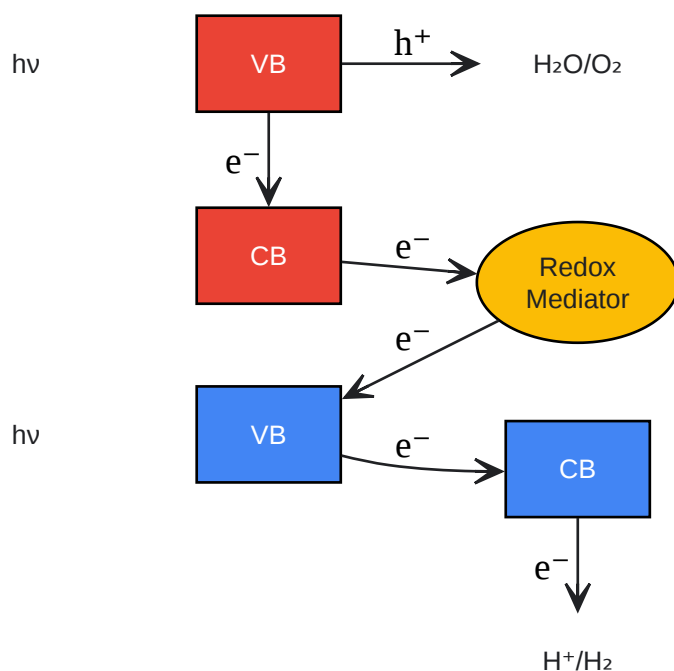 hν
VB
h⁺
H₂O/O₂
e⁻
CB
e⁻
Redox
Mediator
e⁻
hν
VB
e⁻
CB
e⁻
H⁺/H₂